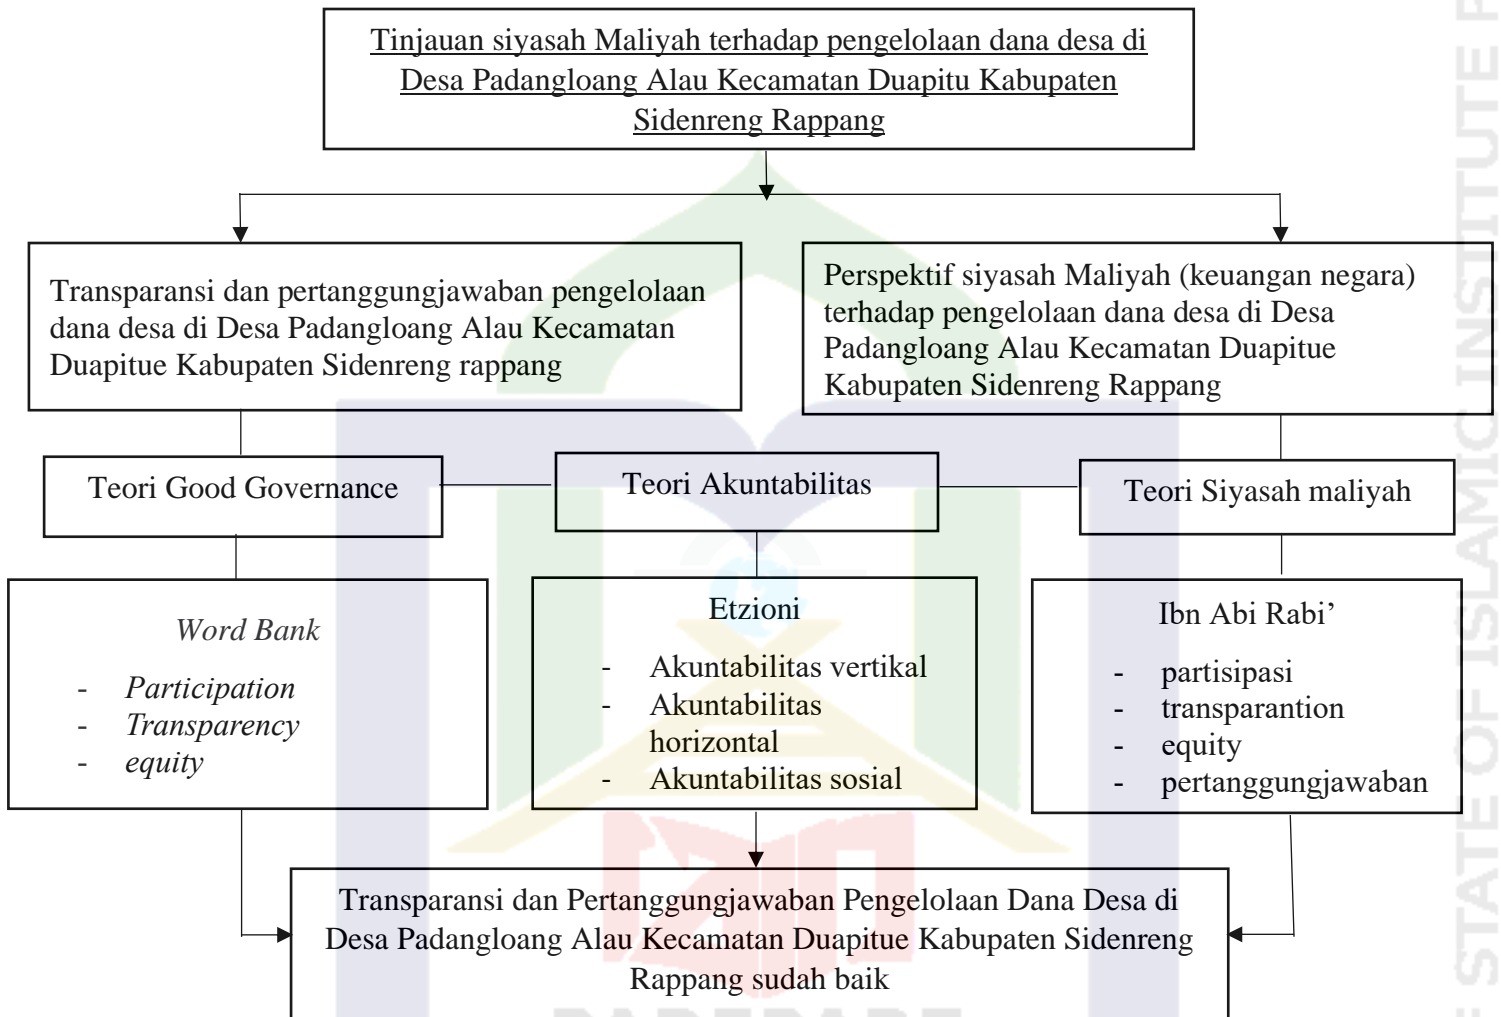 Tinjauan siyasah Maliyah terhadap pengelolaan dana desa di
Desa Padangloang Alau Kecamatan Duapitu Kabupaten
Sidenreng Rappang
Transparansi dan pertanggungjawaban pengelolaan
dana desa di Desa Padangloang Alau Kecamatan
Duapitue Kabupaten Sidenreng rappang
Perspektif siyasah Maliyah (keuangan negara)
terhadap pengelolaan dana desa di Desa
Padangloang Alau Kecamatan Duapitue
Kabupaten Sidenreng Rappang
Teori Good Governance
Teori Akuntabilitas
Teori Siyasah maliyah
Word Bank
- Participation
- Transparency
- equity
Etzioni
- Akuntabilitas vertikal
- Akuntabilitas
horizontal
- Akuntabilitas sosial
Ibn Abi Rabi’
- partisipasi
- transparantion
- equity
- pertanggungjawaban
Transparansi dan Pertanggungjawaban Pengelolaan Dana Desa di
Desa Padangloang Alau Kecamatan Duapitue Kabupaten Sidenreng
Rappang sudah baik
STATE OF ISLAMIC INSTITUTE